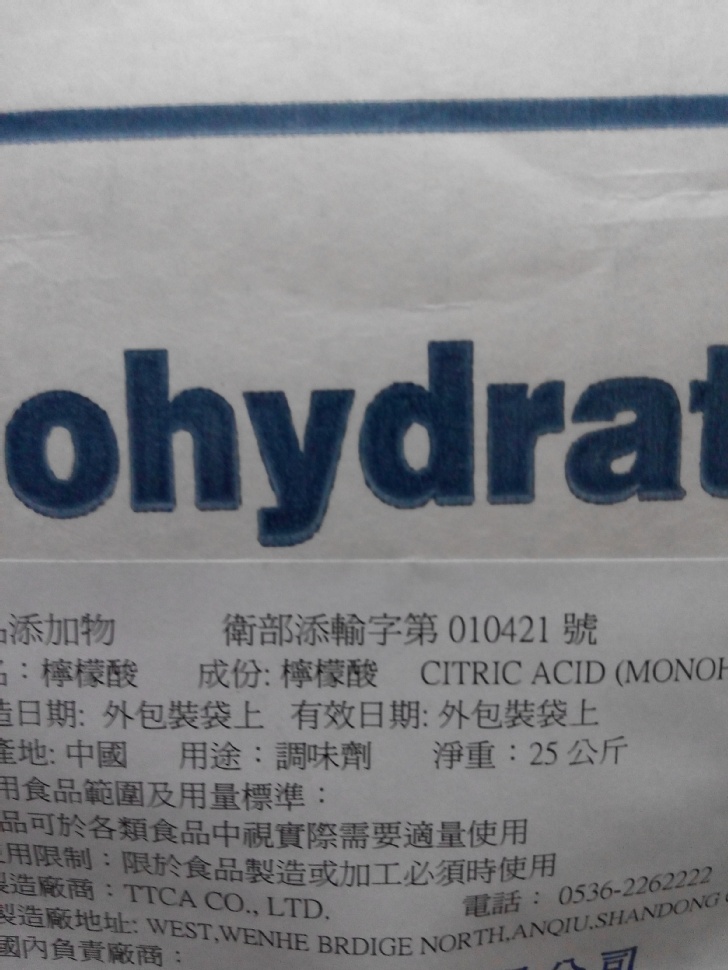 ohydrat
添加物 衛部添輸字第 010421 號
名：檸檬酸 成份: 檸檬酸 CITRIC ACID (MONOH
造日期: 外包裝袋上 有效日期: 外包裝袋上
產地: 中國 用途：調味劑 淨重：25 公斤
用食品範圍及用量標準：
品可於各類食品中視實際需要適量使用
用限制：限於食品製造或加工必須時使用
製造廠商：TTCA CO., LTD. 電話： 0536-2262222
製造廠地址: WEST,WENHE BRDIGE NORTH,ANQIU.SHANDONG
國內負責廠商：
公司